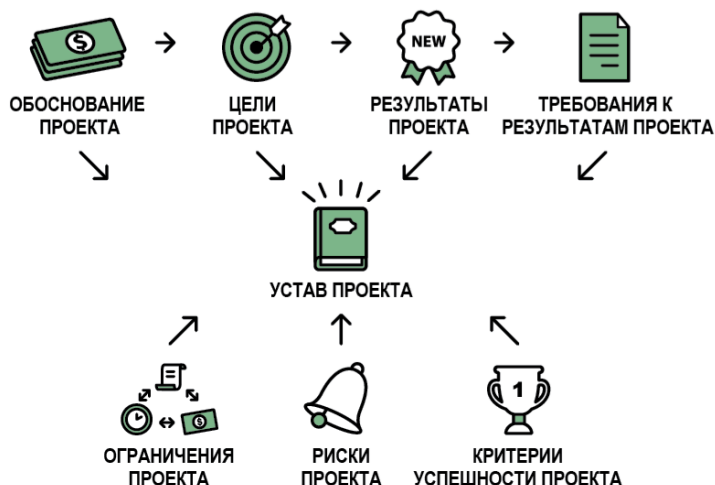 $
NEW
ОБОСНОВАНИЕ
ПРОЕКТА
ЦЕЛИ
ПРОЕКТА
РЕЗУЛЬТАТЫ
ПРОЕКТА
ТРЕБОВАНИЯ К
РЕЗУЛЬТАТАМ ПРОЕКТА
УСТАВ ПРОЕКТА
$
1
ОГРАНИЧЕНИЯ
ПРОЕКТА
РИСКИ
ПРОЕКТА
КРИТЕРИИ
УСПЕШНОСТИ ПРОЕКТА